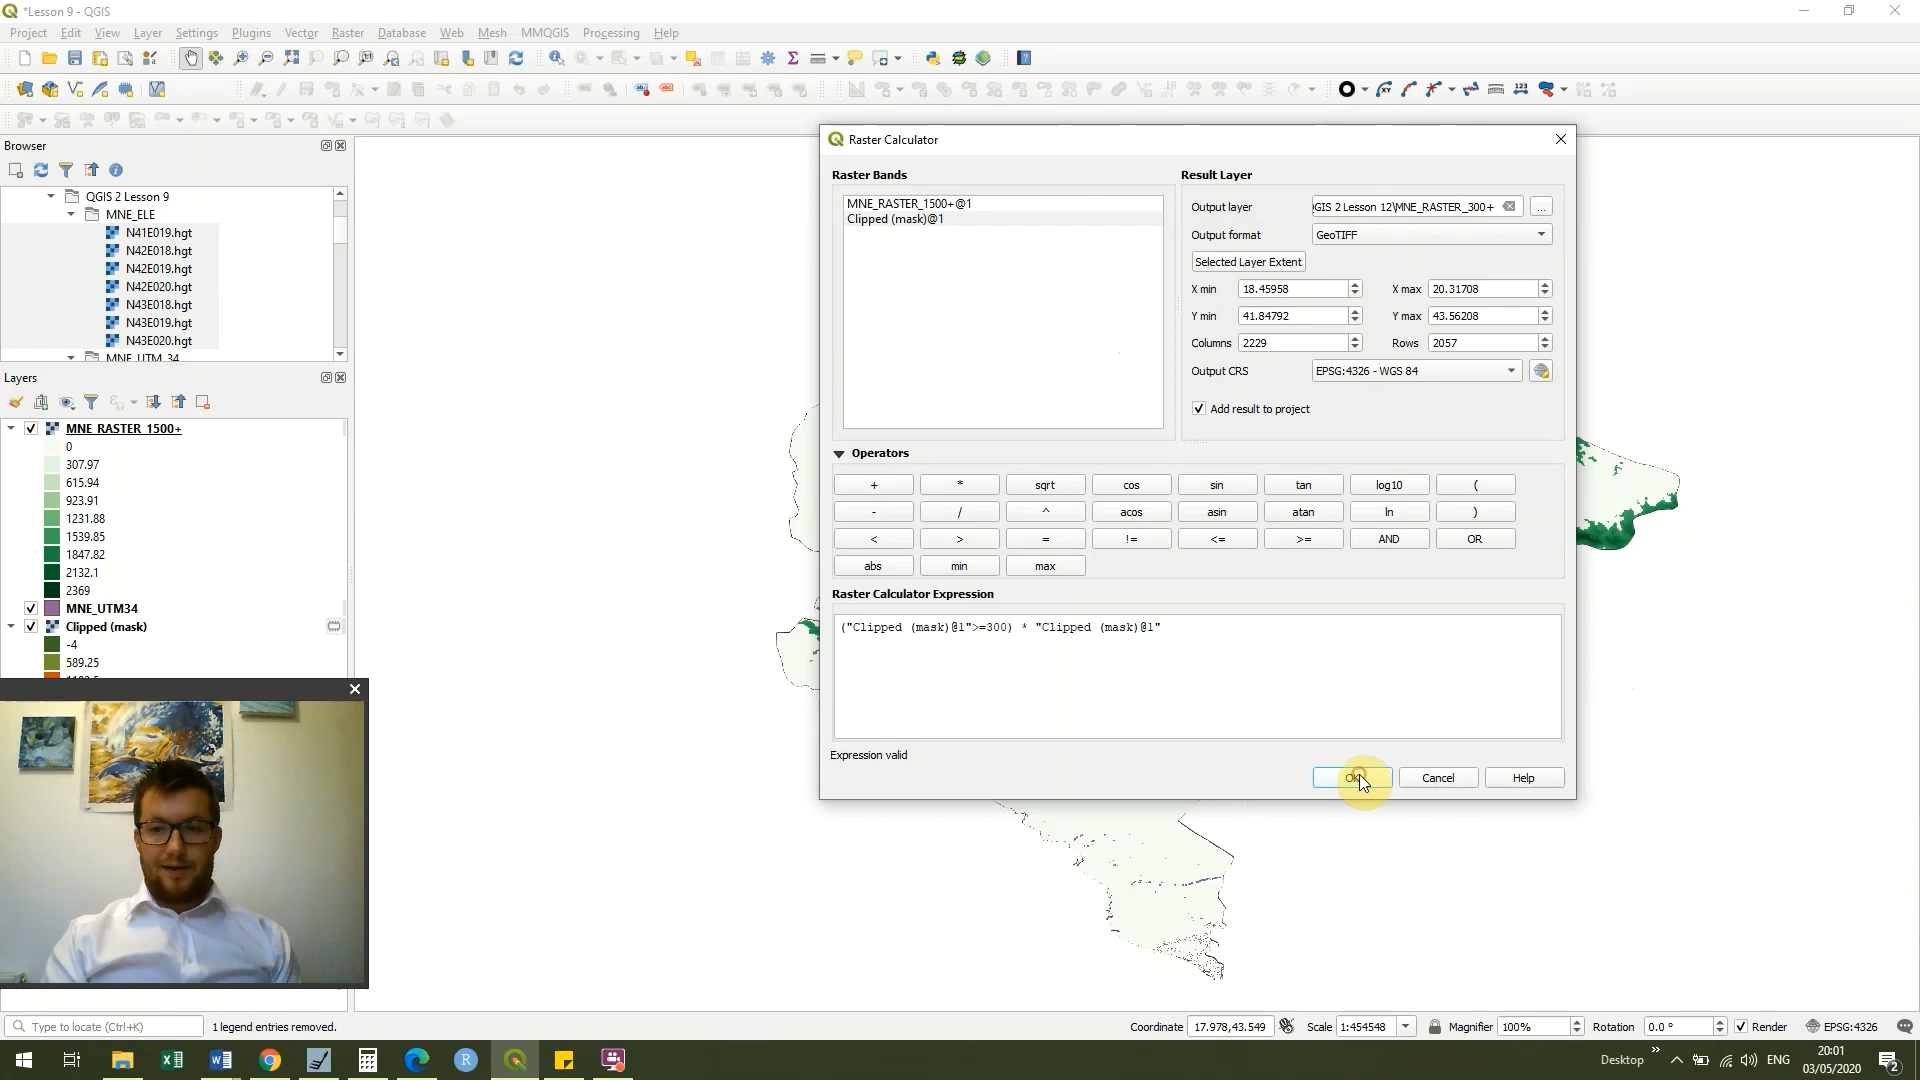 *Lesson 9 - QGIS
Project Edit View Layer Settings Plugins Vector Raster Database Web Mesh MMQGIS Processing Help
Browser
QGIS 2 Lesson 9
MNE_ELE
N41E019.hgt
N42E018.hgt
N42E019.hgt
N42E020.hgt
N43E018.hgt
N43E019.hgt
N43E020.hgt
MNE_UTM_34
Layers
MNE_RASTER_1500+
0
307.97
615.94
923.91
1231.88
1539.85
1847.82
2132.1
2369
MNE_UTM34
Clipped (mask)
-4
589.25
Raster Calculator
Raster Bands
MNE_RASTER_1500+@1
Clipped (mask)@1
Result Layer
Output layer GIS 2 Lesson 12\MNE_RASTER_300+ ...
Output format GeoTIFF
Selected Layer Extent
X min 18.45958 X max 20.31708
Y min 41.84792 Y max 43.56208
Columns 2229 Rows 2057
Output CRS EPSG:4326 - WGS 84
Add result to project
Operators
+ * sqrt cos sin tan log10 (
- / ^ acos asin atan ln )
< > = != <= >= AND OR
abs min max
Raster Calculator Expression
("Clipped (mask)@1">=300) * "Clipped (mask)@1"
Expression valid
OK Cancel Help
Type to locate (Ctrl+K) 1 legend entries removed. Coordinate 17.978,43.549 Scale 1:454548 Magnifier 100% Rotation 0.0 ° Render EPSG:4326
Desktop ENG 20:01
03/05/2020
2